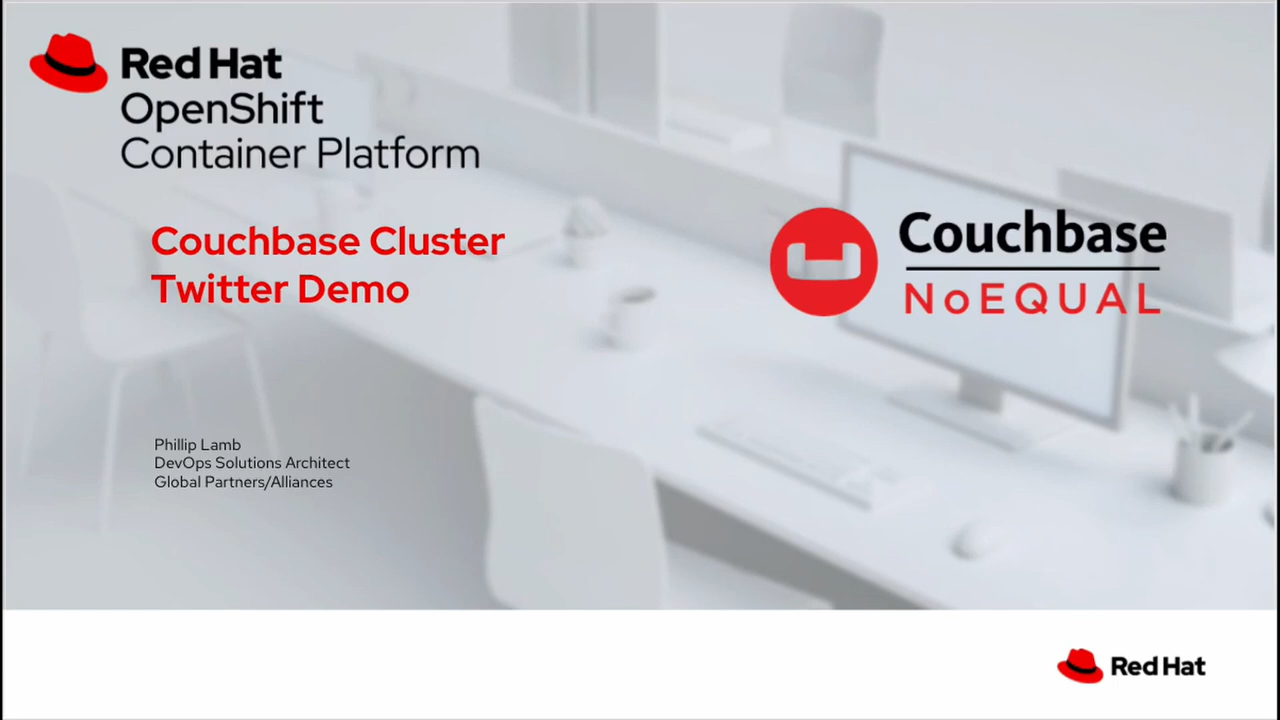 Red Hat
OpenShift
Container Platform
Couchbase Cluster
Twitter Demo
Couchbase
NoEQUAL
Phillip Lamb
DevOps Solutions Architect
Global Partners/Alliances
Red Hat